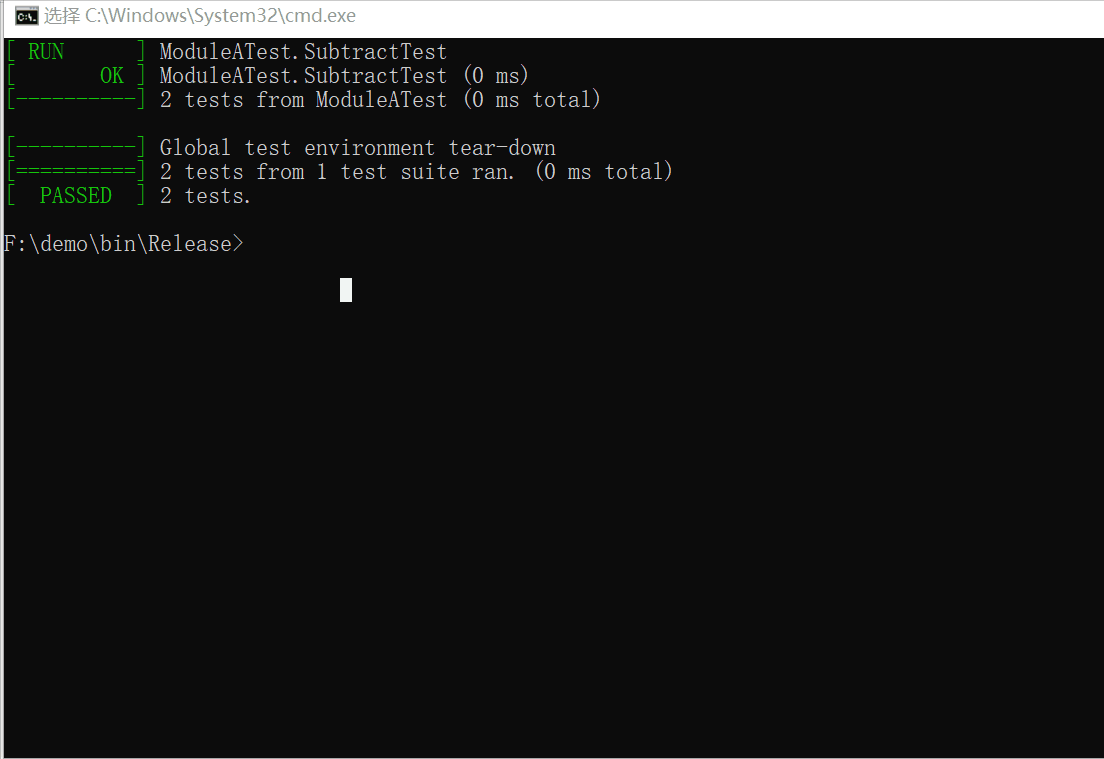 选择 C:\Windows\System32\cmd.exe
[ RUN      ] ModuleATest.SubtractTest
[       OK ] ModuleATest.SubtractTest (0 ms)
[----------] 2 tests from ModuleATest (0 ms total)
[----------] Global test environment tear-down
[==========] 2 tests from 1 test suite ran. (0 ms total)
[  PASSED  ] 2 tests.
F:\demo\bin\Release>